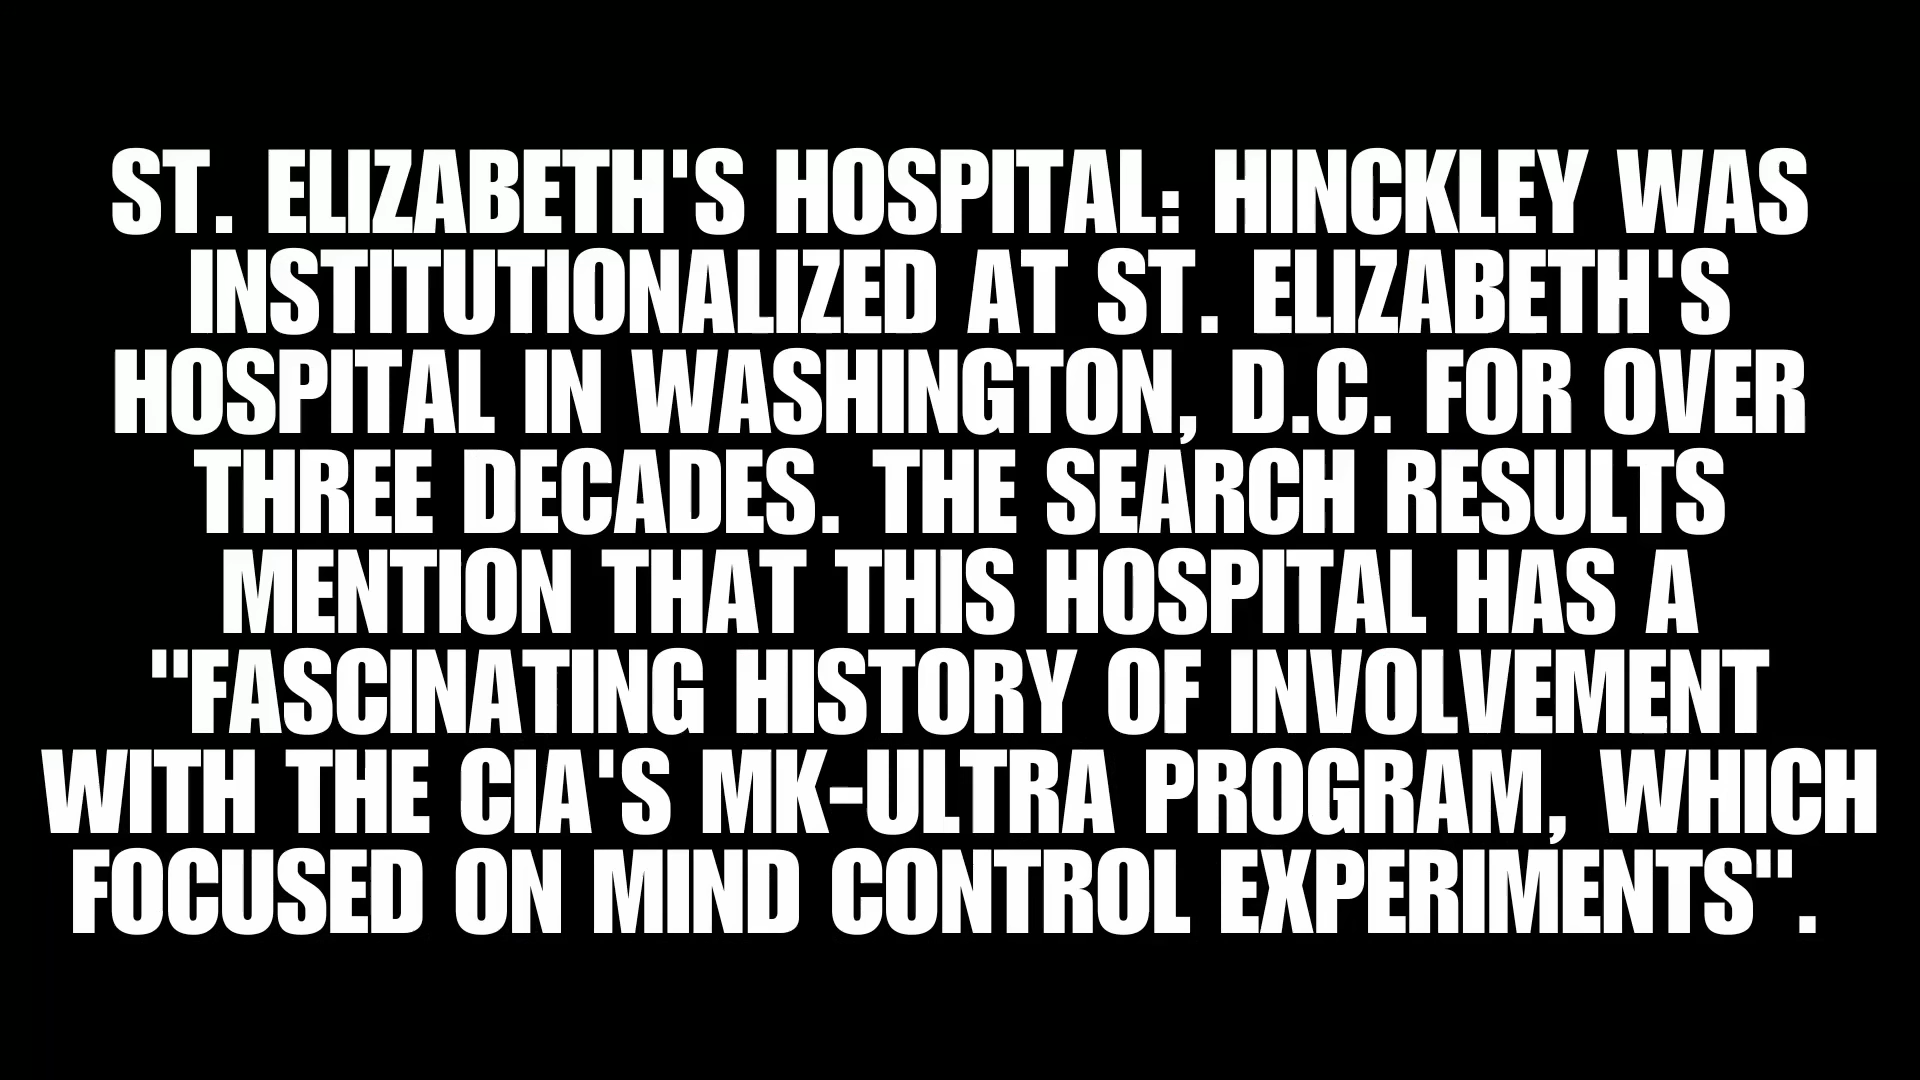 ST. ELIZABETH'S HOSPITAL: HINCKLEY WAS
INSTITUTIONALIZED AT ST. ELIZABETH'S
HOSPITAL IN WASHINGTON, D.C. FOR OVER
THREE DECADES. THE SEARCH RESULTS
MENTION THAT THIS HOSPITAL HAS A
"FASCINATING HISTORY OF INVOLVEMENT
WITH THE CIA'S MK-ULTRA PROGRAM, WHICH
FOCUSED ON MIND CONTROL EXPERIMENTS".